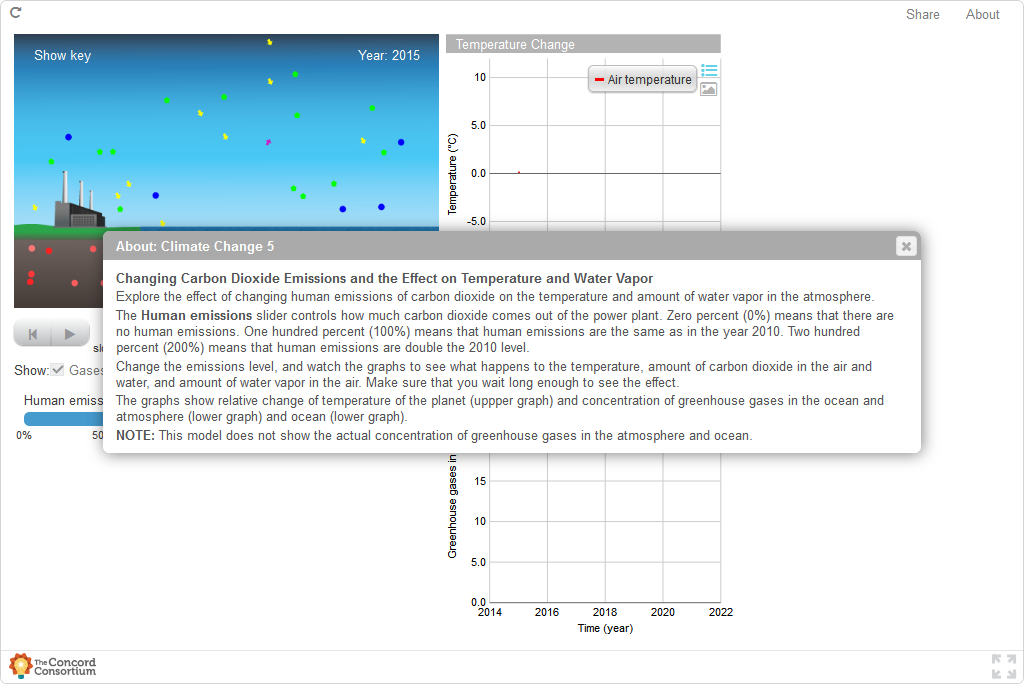 Share About
Show key
Year: 2015
Temperature Change
Air temperature
10
5.0
0.0
-5.0
Temperature (°C)
About: Climate Change 5
Changing Carbon Dioxide Emissions and the Effect on Temperature and Water Vapor
Explore the effect of changing human emissions of carbon dioxide on the temperature and amount of water vapor in the atmosphere.
The Human emissions slider controls how much carbon dioxide comes out of the power plant. Zero percent (0%) means that there are
no human emissions. One hundred percent (100%) means that human emissions are the same as in the year 2010. Two hundred
percent (200%) means that human emissions are double the 2010 level.
Change the emissions level, and watch the graphs to see what happens to the temperature, amount of carbon dioxide in the air and
water, and amount of water vapor in the air. Make sure that you wait long enough to see the effect.
The graphs show relative change of temperature of the planet (uppper graph) and concentration of greenhouse gases in the ocean and
atmosphere (lower graph) and ocean (lower graph).
NOTE: This model does not show the actual concentration of greenhouse gases in the atmosphere and ocean.
Show: Gases
Human emiss
0% 50
Greenhouse gases in
15
10
5.0
0.0
2014 2016 2018 2020 2022
Time (year)
The Concord
Consortium